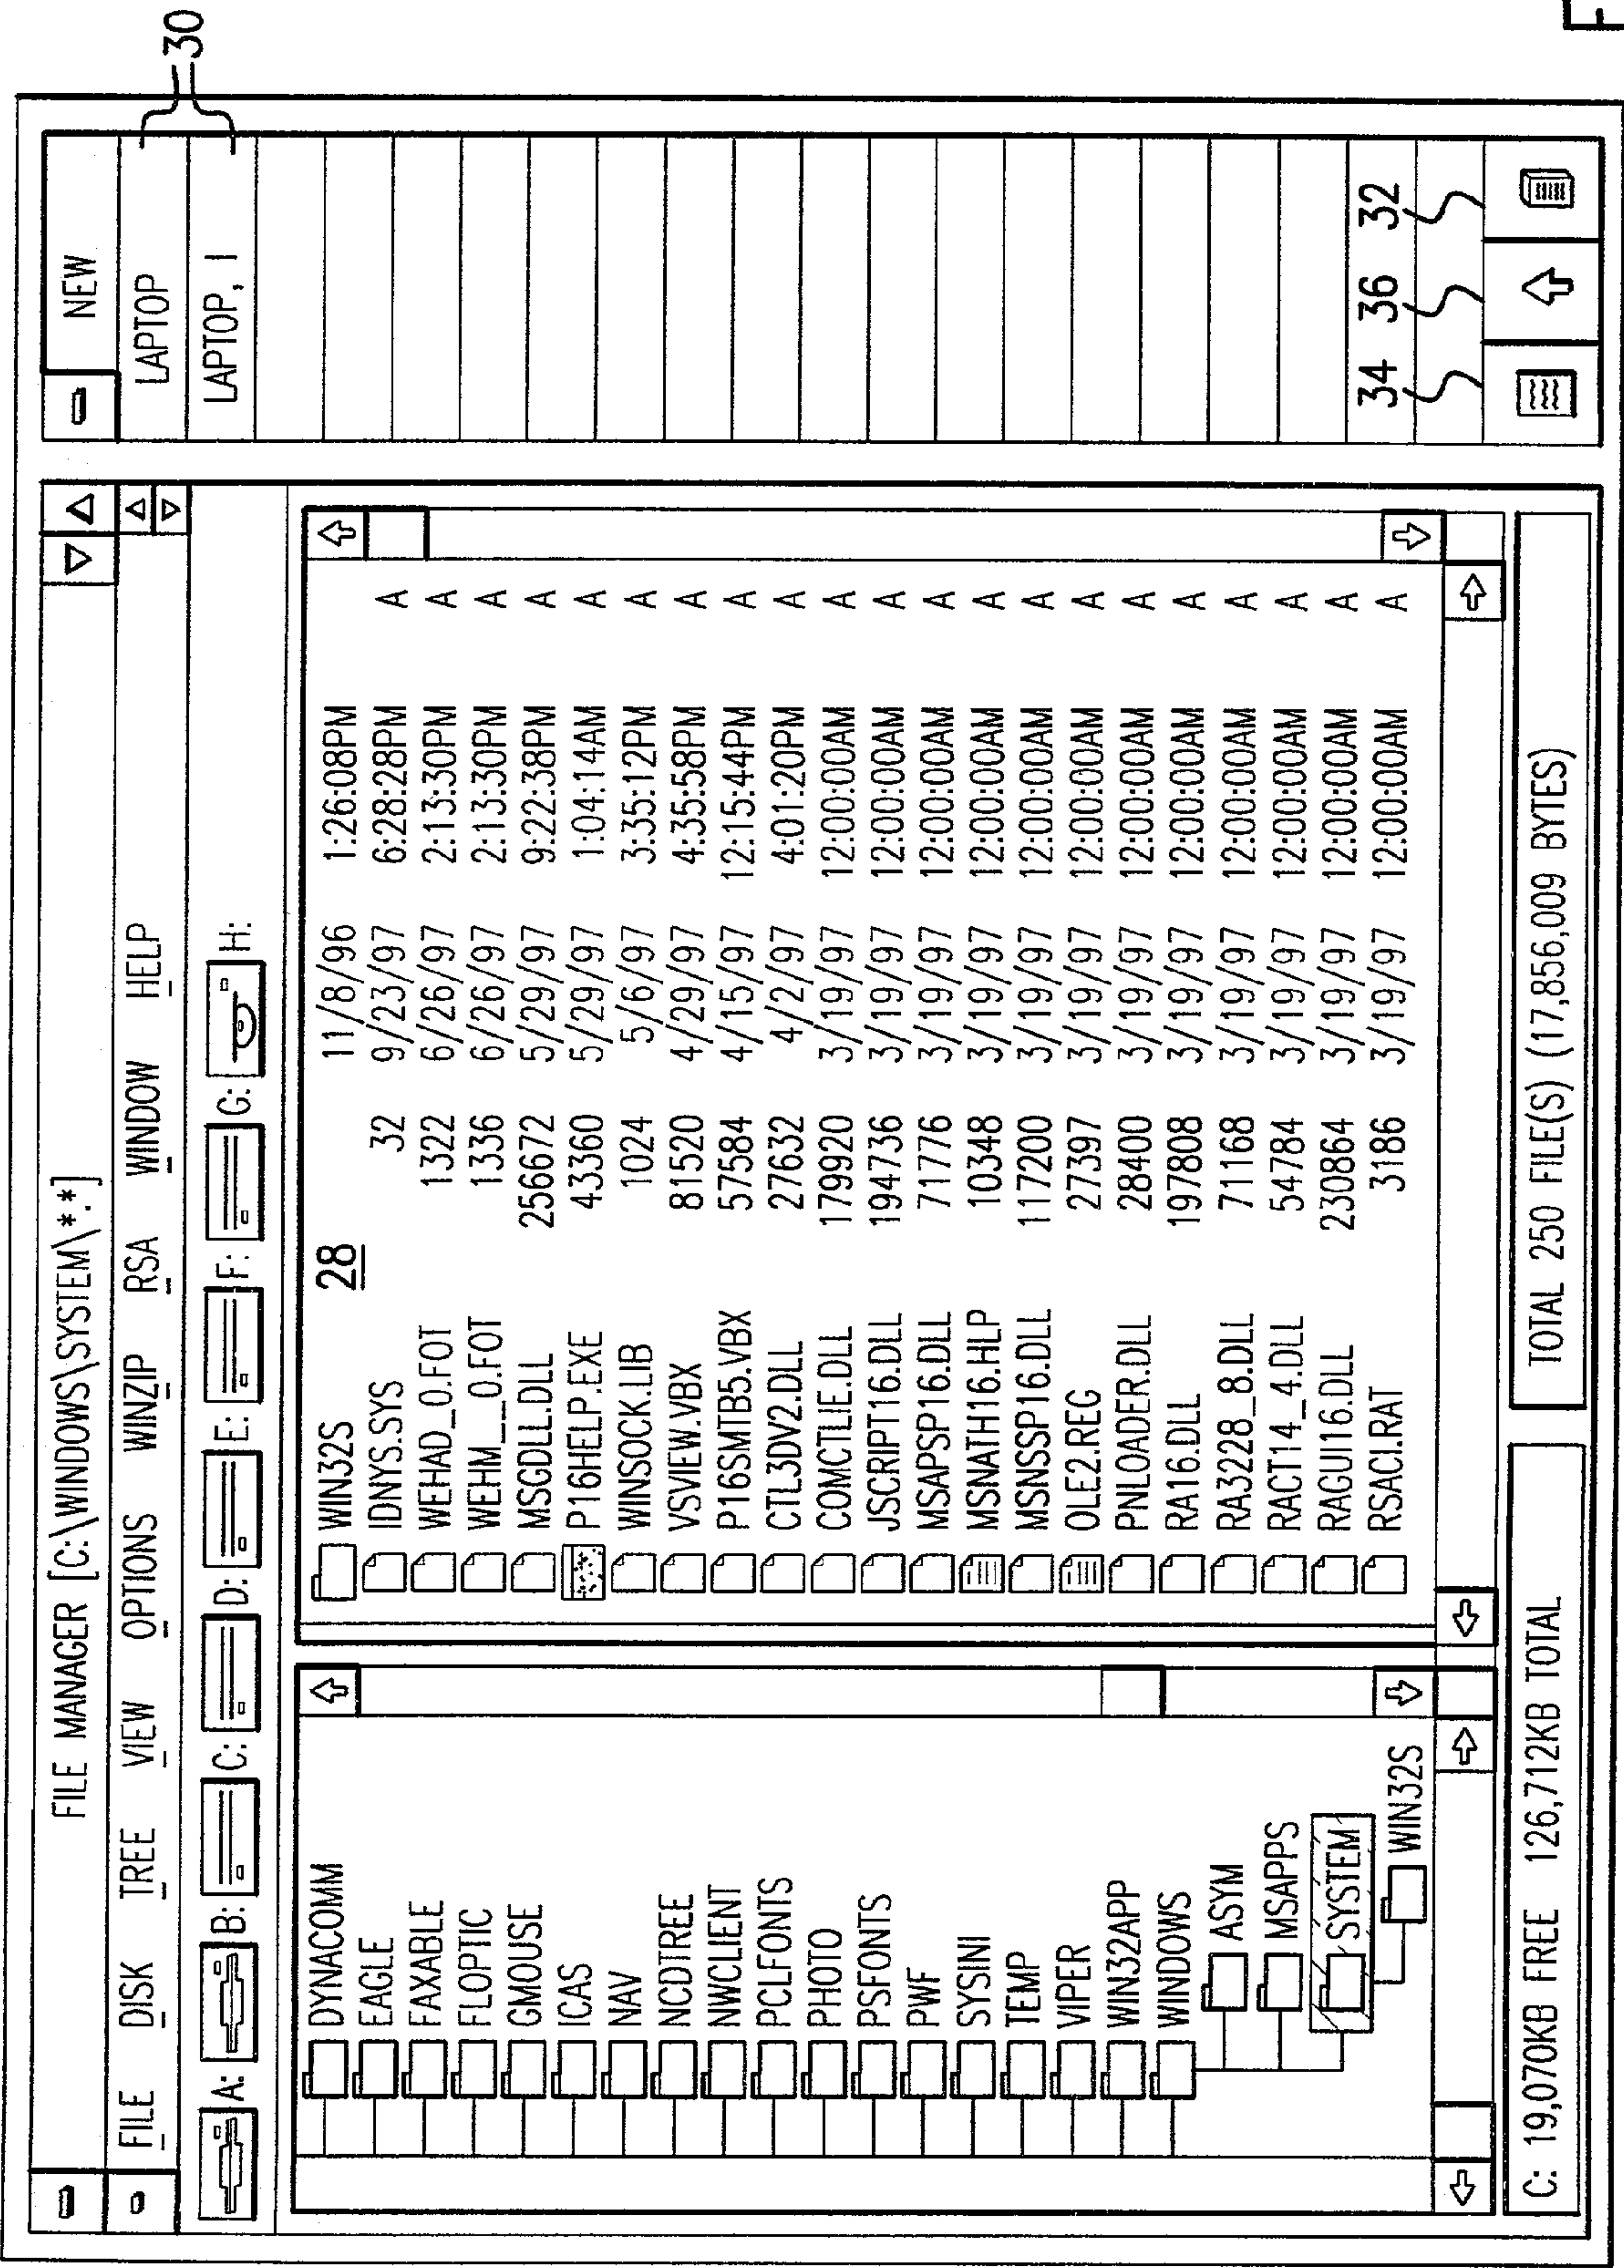 FILE MANAGER [C:\WINDOWS\SYSTEM\*.*]
FILE DISK TREE VIEW OPTIONS WINZIP RSA WINDOW HELP
A: B: C: D: E: F: G: H:
DYNACOMM
EAGLE
FAXABLE
FLOPTIC
GMOUSE
ICAS
NAV
NCDTREE
NWCLIENT
PCLFONTS
PHOTO
PSFONTS
PWF
SYSINI
TEMP
VIPER
WIN32APP
WINDOWS
ASYM
MSAPPS
SYSTEM
WIN32S
28
WIN32S 11/8/96 1:26:08PM
IDNYS.SYS 32 9/23/97 6:28:28PM A
WEHAD_0.FOT 1322 6/26/97 2:13:30PM A
WEHM__0.FOT 1336 6/26/97 2:13:30PM A
MSGDLL.DLL 256672 5/29/97 9:22:38PM A
P16HELP.EXE 43360 5/29/97 1:04:14AM A
WINSOCK.LIB 1024 5/6/97 3:35:12PM A
VSVIEW.VBX 81520 4/29/97 4:35:58PM A
P16SMTB5.VBX 57584 4/15/97 12:15:44PM A
CTL3DV2.DLL 27632 4/2/97 4:01:20PM A
COMCTLIE.DLL 179920 3/19/97 12:00:00AM A
JSCRIPT16.DLL 194736 3/19/97 12:00:00AM A
MSAPSP16.DLL 71776 3/19/97 12:00:00AM A
MSNATH16.HLP 10348 3/19/97 12:00:00AM A
MSNSSP16.DLL 117200 3/19/97 12:00:00AM A
OLE2.REG 27397 3/19/97 12:00:00AM A
PNLOADER.DLL 28400 3/19/97 12:00:00AM A
RA16.DLL 197808 3/19/97 12:00:00AM A
RA3228_8.DLL 71168 3/19/97 12:00:00AM A
RACT14_4.DLL 54784 3/19/97 12:00:00AM A
RAGUI16.DLL 230864 3/19/97 12:00:00AM A
RSACI.RAT 3186 3/19/97 12:00:00AM A
C: 19,070KB FREE 126,712KB TOTAL
TOTAL 250 FILE(S) (17,856,009 BYTES)
NEW
LAPTOP
LAPTOP, 1
30
34 36 32